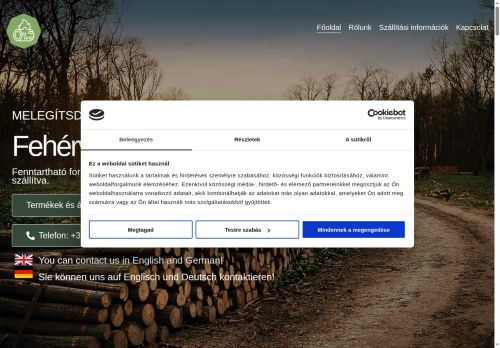 Főoldal Rólunk Szállítási információk Kapcsolat
MELEGÍTSD
Fehérv
Fenntartható for
szállítva.
Termékek és á
Telefon: +3
You can contact us in English and German!
Sie können uns auf Englisch und Deutsch kontaktieren!
Cookiebot
by Usercentrics
Beleegyezés Részletek A sütikről
Ez a weboldal sütiket használ
Sütiket használunk a tartalmak és hirdetések személyre szabásához, közösségi funkciók biztosításához, valamint
weboldalforgalmunk elemzéséhez. Ezenkívül közösségi média-, hirdető- és elemező partnereinkkel megosztjuk az Ön
weboldalhasználatra vonatkozó adatait, akik kombinálhatják az adatokat más olyan adatokkal, amelyeket Ön adott meg
számukra vagy az Ön által használt más szolgáltatásokból gyűjtöttek.
Megtagad Testre szabás Mindennek a megengedése